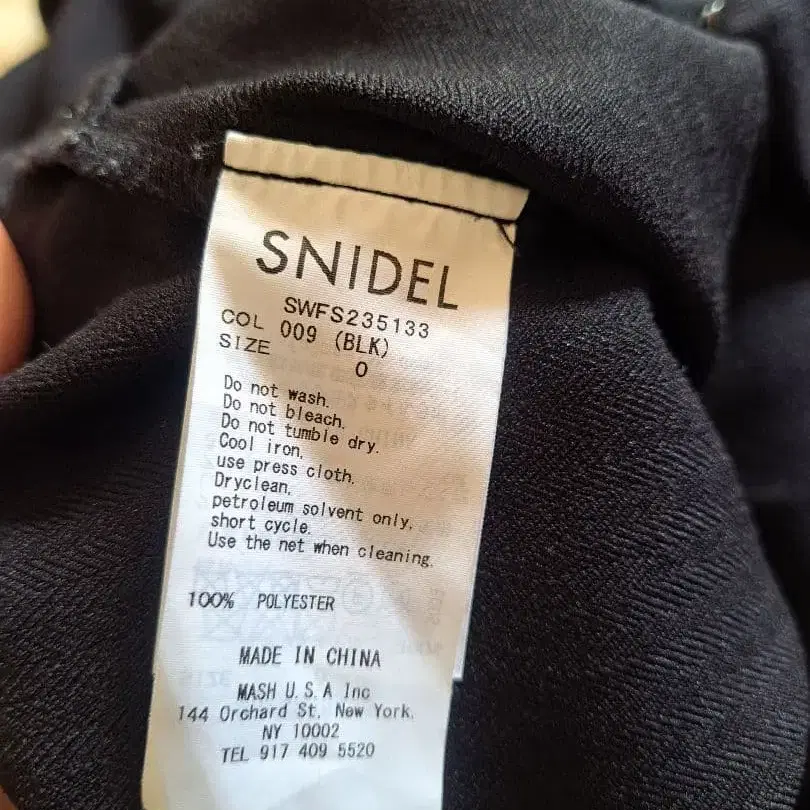 SNIDEL
SWFS235133
COL 009 (BLK)
SIZE 0
Do not wash.
Do not bleach.
Do not tumble dry.
Cool iron,
use press cloth.
Dryclean,
petroleum solvent only,
short cycle.
Use the net when cleaning.
100% POLYESTER
MADE IN CHINA
MASH U.S.A Inc
144 Orchard St. New York.
NY 10002
TEL 917 409 5520